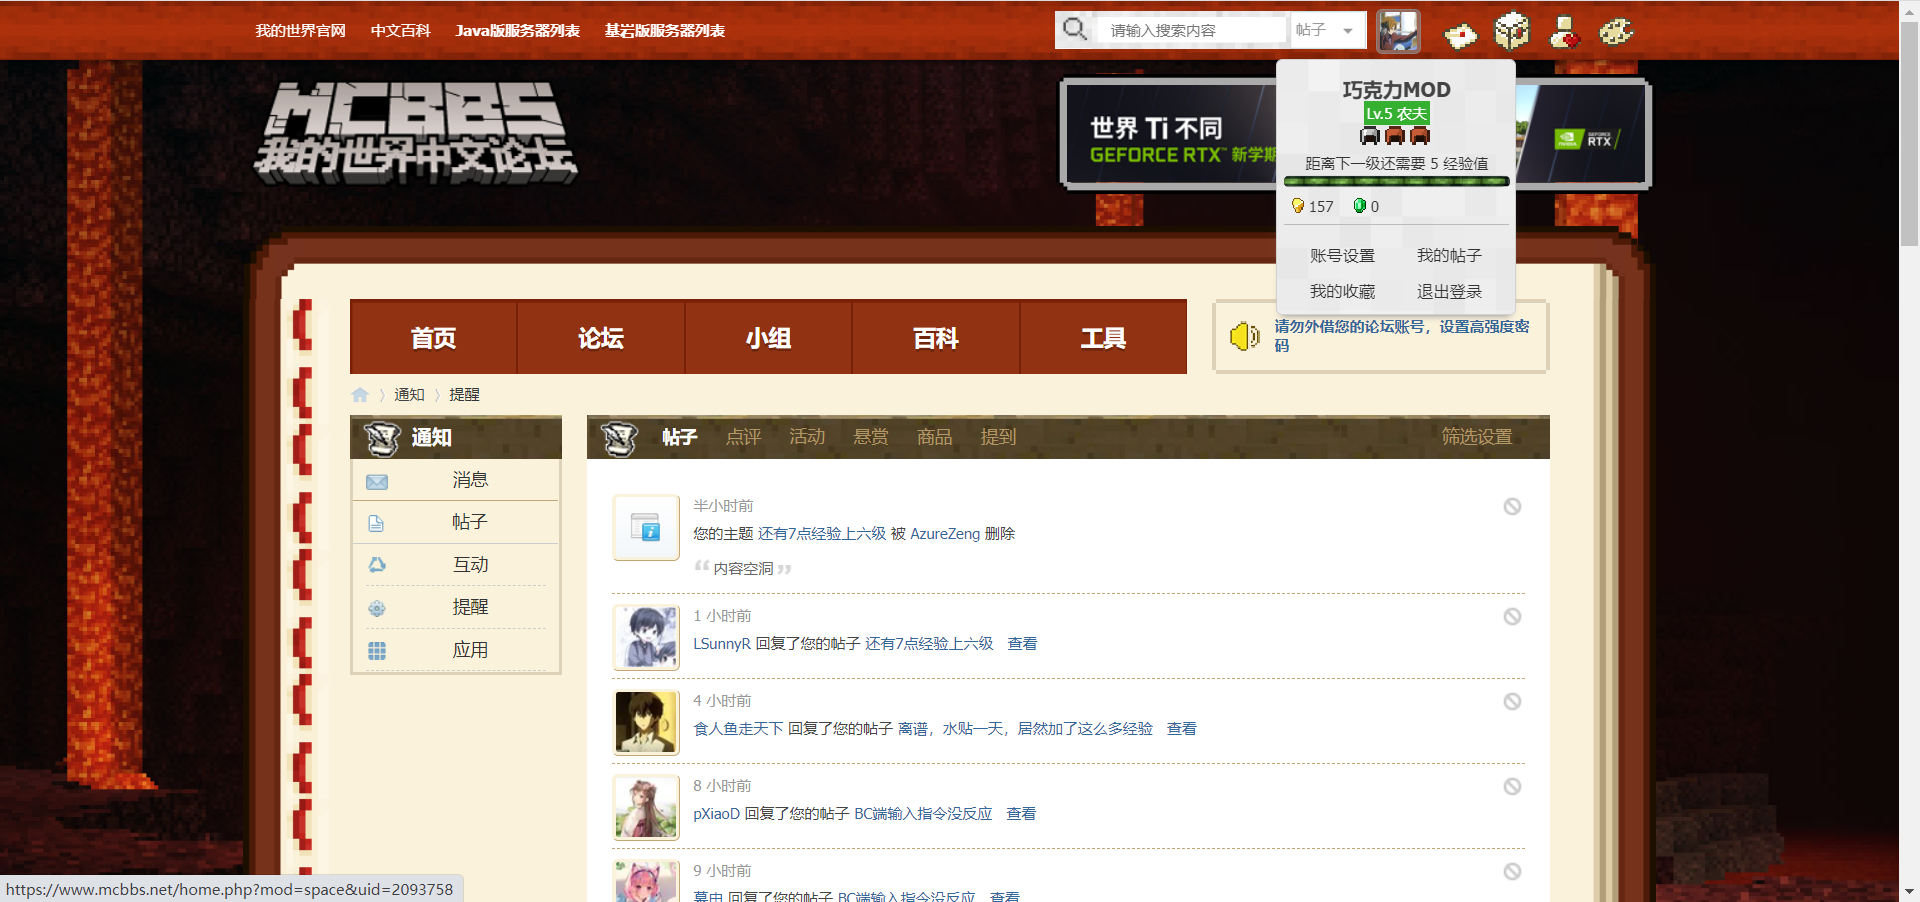 我的世界官网 中文百科 Java版服务器列表 基岩版服务器列表
请输入搜索内容 帖子
MCBBS
我的世界中文论坛
世界 Ti 不同
GEFORCE RTX™ 新学期
NVIDIA GEFORCE RTX
巧克力MOD
Lv.5 农夫
距离下一级还需要 5 经验值
157 0
账号设置 我的帖子
我的收藏 退出登录
首页 论坛 小组 百科 工具
请勿外借您的论坛账号，设置高强度密
码
通知 提醒
通知
消息
帖子
互动
提醒
应用
帖子 点评 活动 悬赏 商品 提到 筛选设置
半小时前
您的主题 还有7点经验上六级 被 AzureZeng 删除
“内容空洞”
1 小时前
LSunnyR 回复了您的帖子 还有7点经验上六级 查看
4 小时前
食人鱼走天下 回复了您的帖子 离谱，水贴一天，居然加了这么多经验 查看
8 小时前
pXiaoD 回复了您的帖子 BC端输入指令没反应 查看
9 小时前
回复了您的帖子 BC端输入指令没反应 查看
https://www.mcbbs.net/home.php?mod=space&uid=2093758